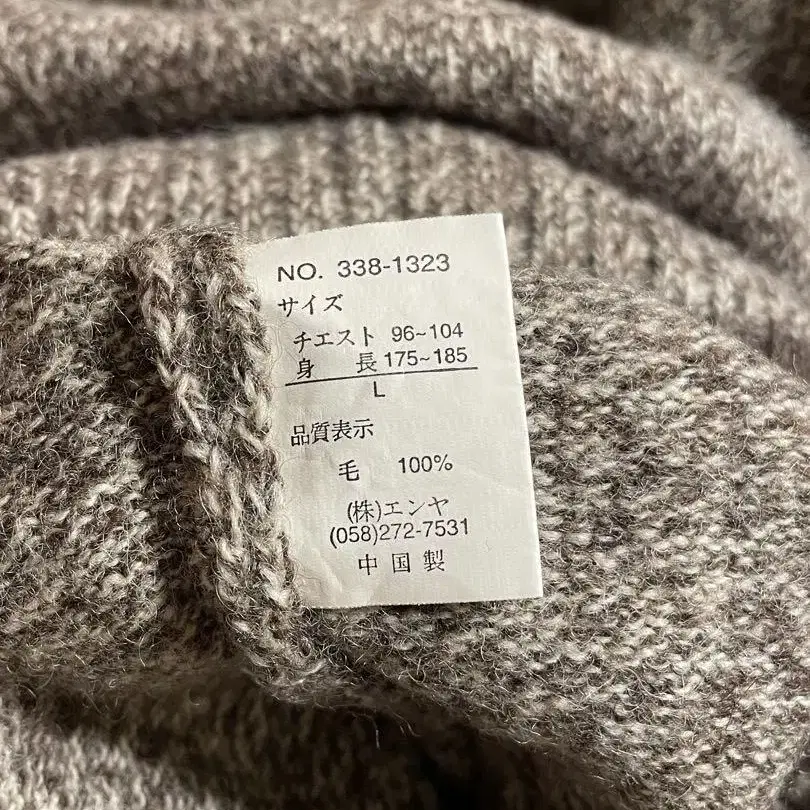 NO. 338-1323
サイズ
チエスト 96~104
身 長 175~185
L
品質表示
毛 100%
(株)エンヤ
(058)272-7531
中国製